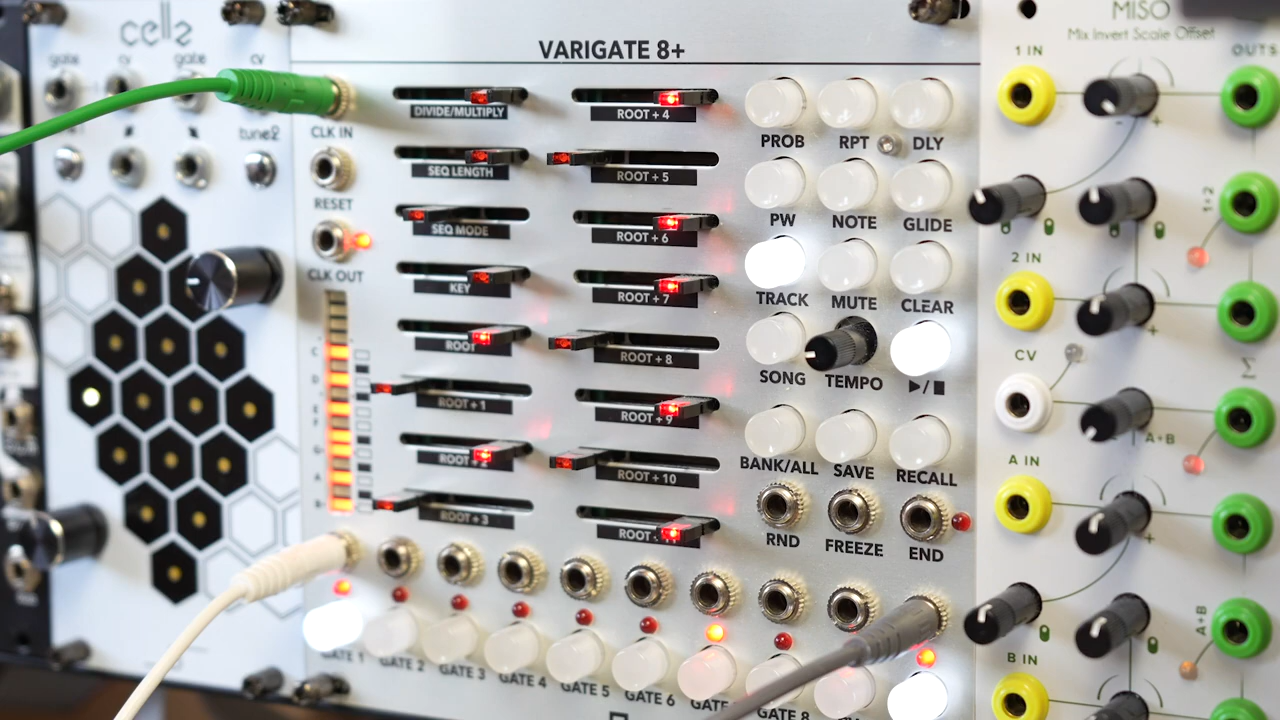 cellz
gate
cv
gate
cv
tune2
VARIGATE 8+
CLK IN
RESET
CLK OUT
DIVIDE/MULTIPLY
SEQ LENGTH
SEQ MODE
KEY
ROOT
ROOT + 1
ROOT + 2
ROOT + 3
ROOT + 4
ROOT + 5
ROOT + 6
ROOT + 7
ROOT + 8
ROOT + 9
ROOT + 10
ROOT
PROB RPT DLY
PW NOTE GLIDE
TRACK MUTE CLEAR
SONG TEMPO
BANK/ALL SAVE RECALL
RND FREEZE END
GATE 1 GATE 2 GATE 3 GATE 4 GATE 5 GATE 6 GATE GATE 8
MISO
Mix Invert Scale Offset
1 IN
OUTS
1+2
2 IN
CV
Σ
A+B
A IN
A+B
B IN